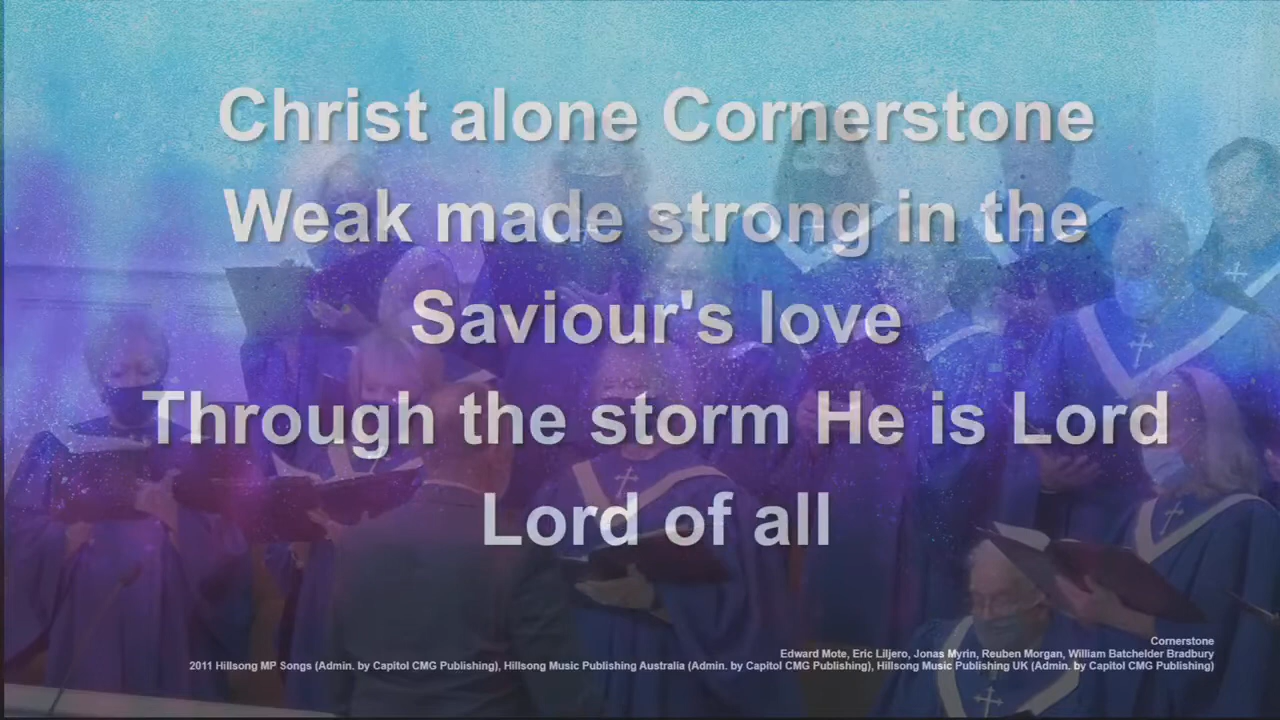 Christ alone Cornerstone
Weak made strong in the
Saviour's love
Through the storm He is Lord
Lord of all
Cornerstone
Edward Mote, Eric Liljero, Jonas Myrin, Reuben Morgan, William Batchelder Bradbury
2011 Hillsong MP Songs (Admin. by Capitol CMG Publishing), Hillsong Music Publishing Australia (Admin. by Capitol CMG Publishing), Hillsong Music Publishing UK (Admin. by Capitol CMG Publishing)